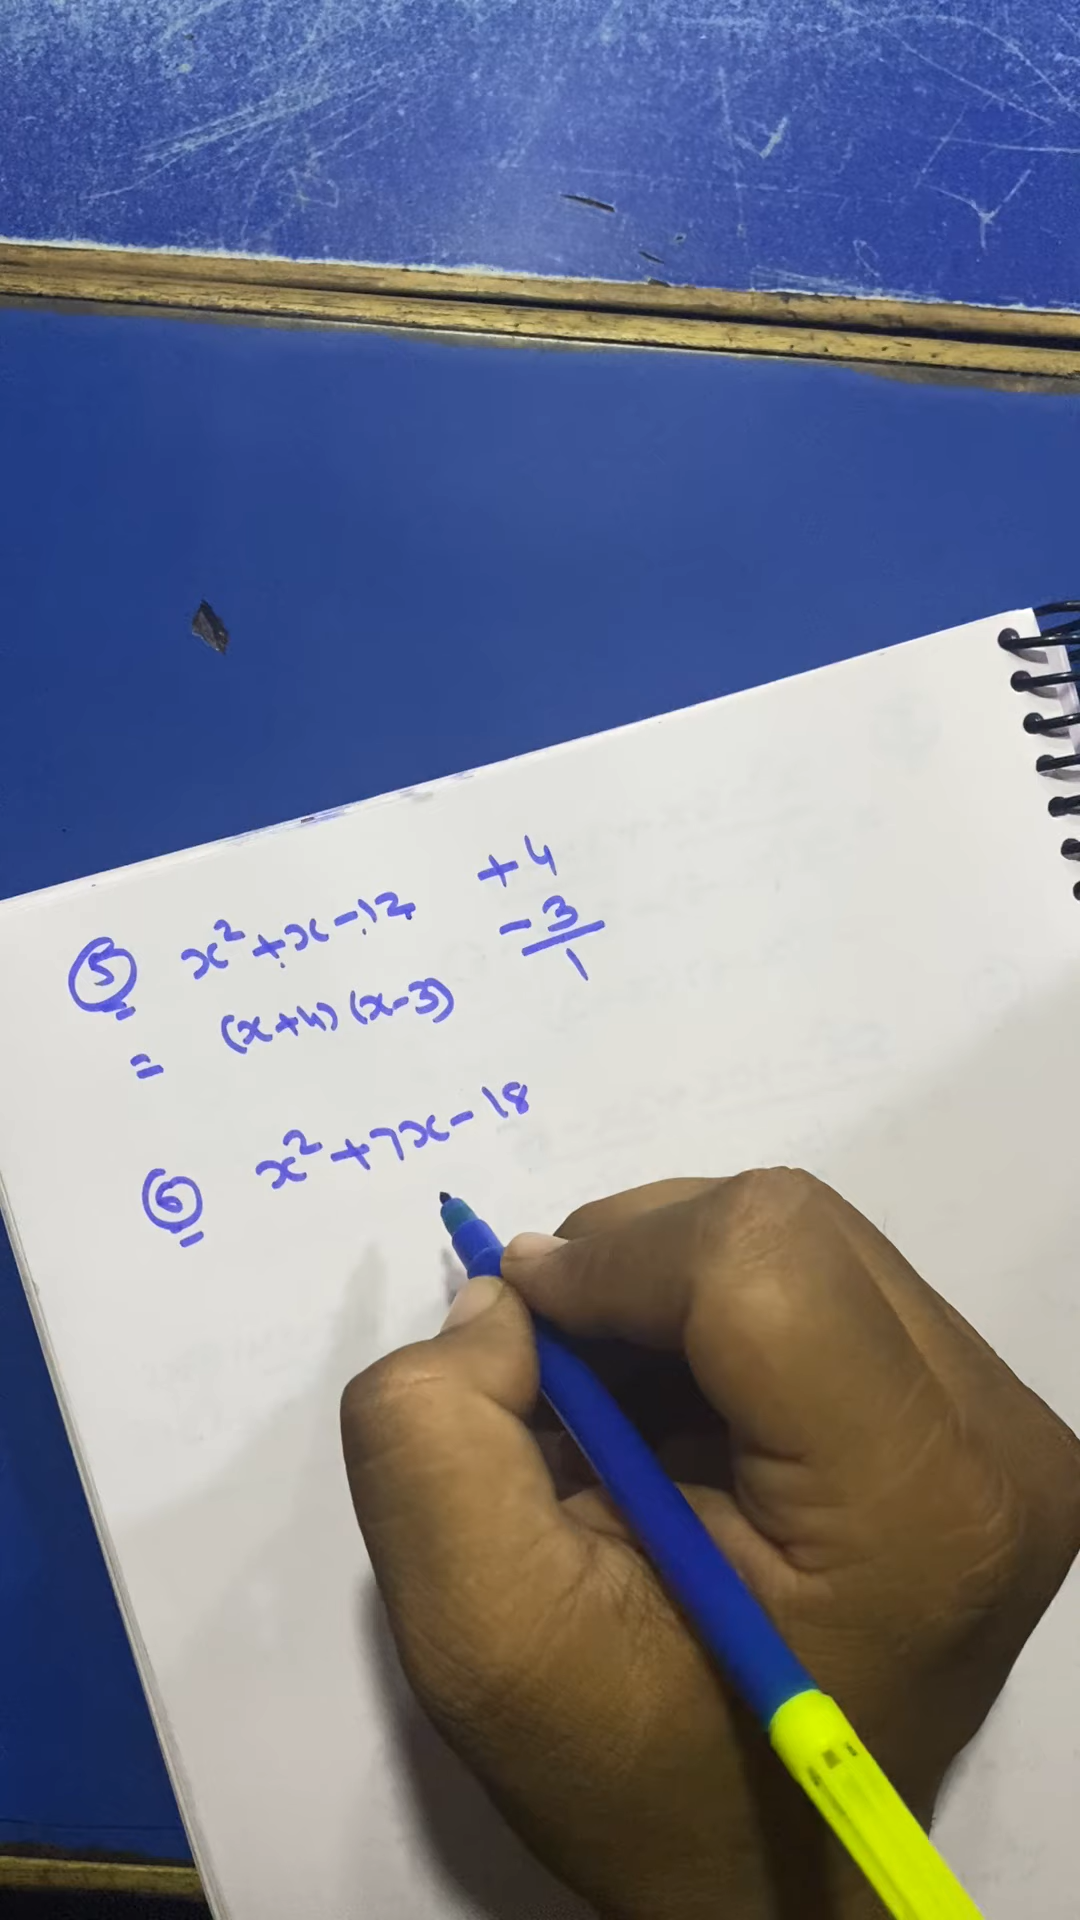 ⑤ x² + x - 12 + 4
- 3
1
= (x+4) (x-3)
⑥ x² + 7x - 18